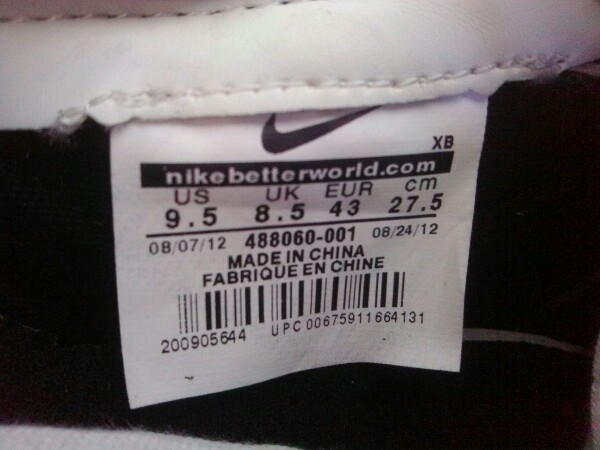 XB
nikebetterworld.com
US UK EUR cm
9.5 8.5 43 27.5
08/07/12 488060-001 08/24/12
MADE IN CHINA
FABRIQUE EN CHINE
200905644 UPC 00675911664131